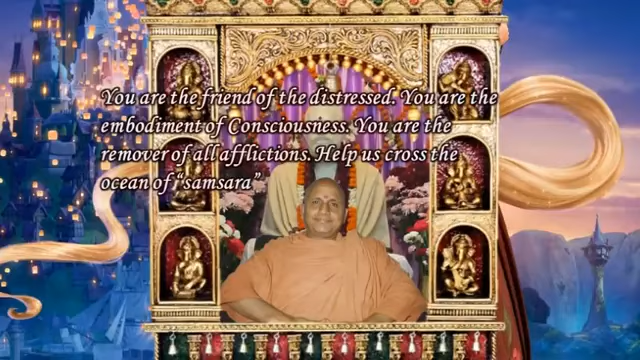 You are the friend of the distressed. You are the
embodiment of Consciousness. You are the
remover of all afflictions. Help us cross the
ocean of “samsara”